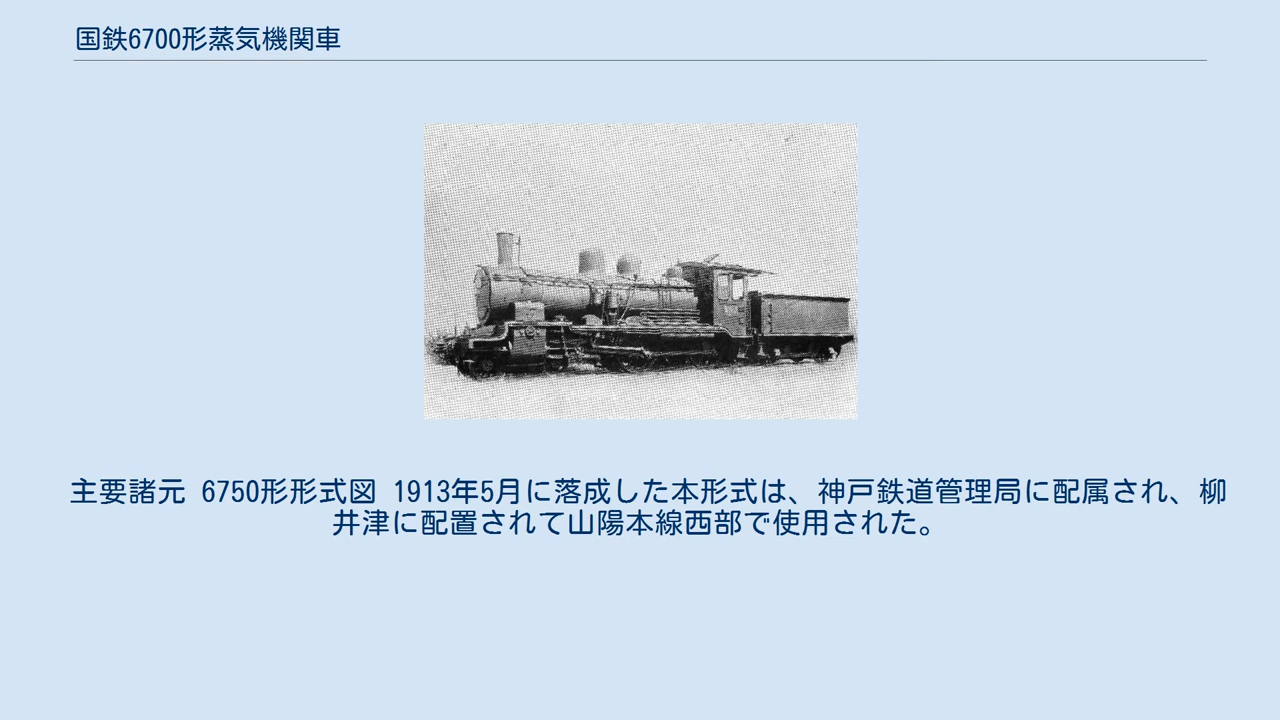 国鉄6700形蒸気機関車
主要諸元 6750形形式図 1913年5月に落成した本形式は、神戸鉄道管理局に配属され、柳
井津に配置されて山陽本線西部で使用された。